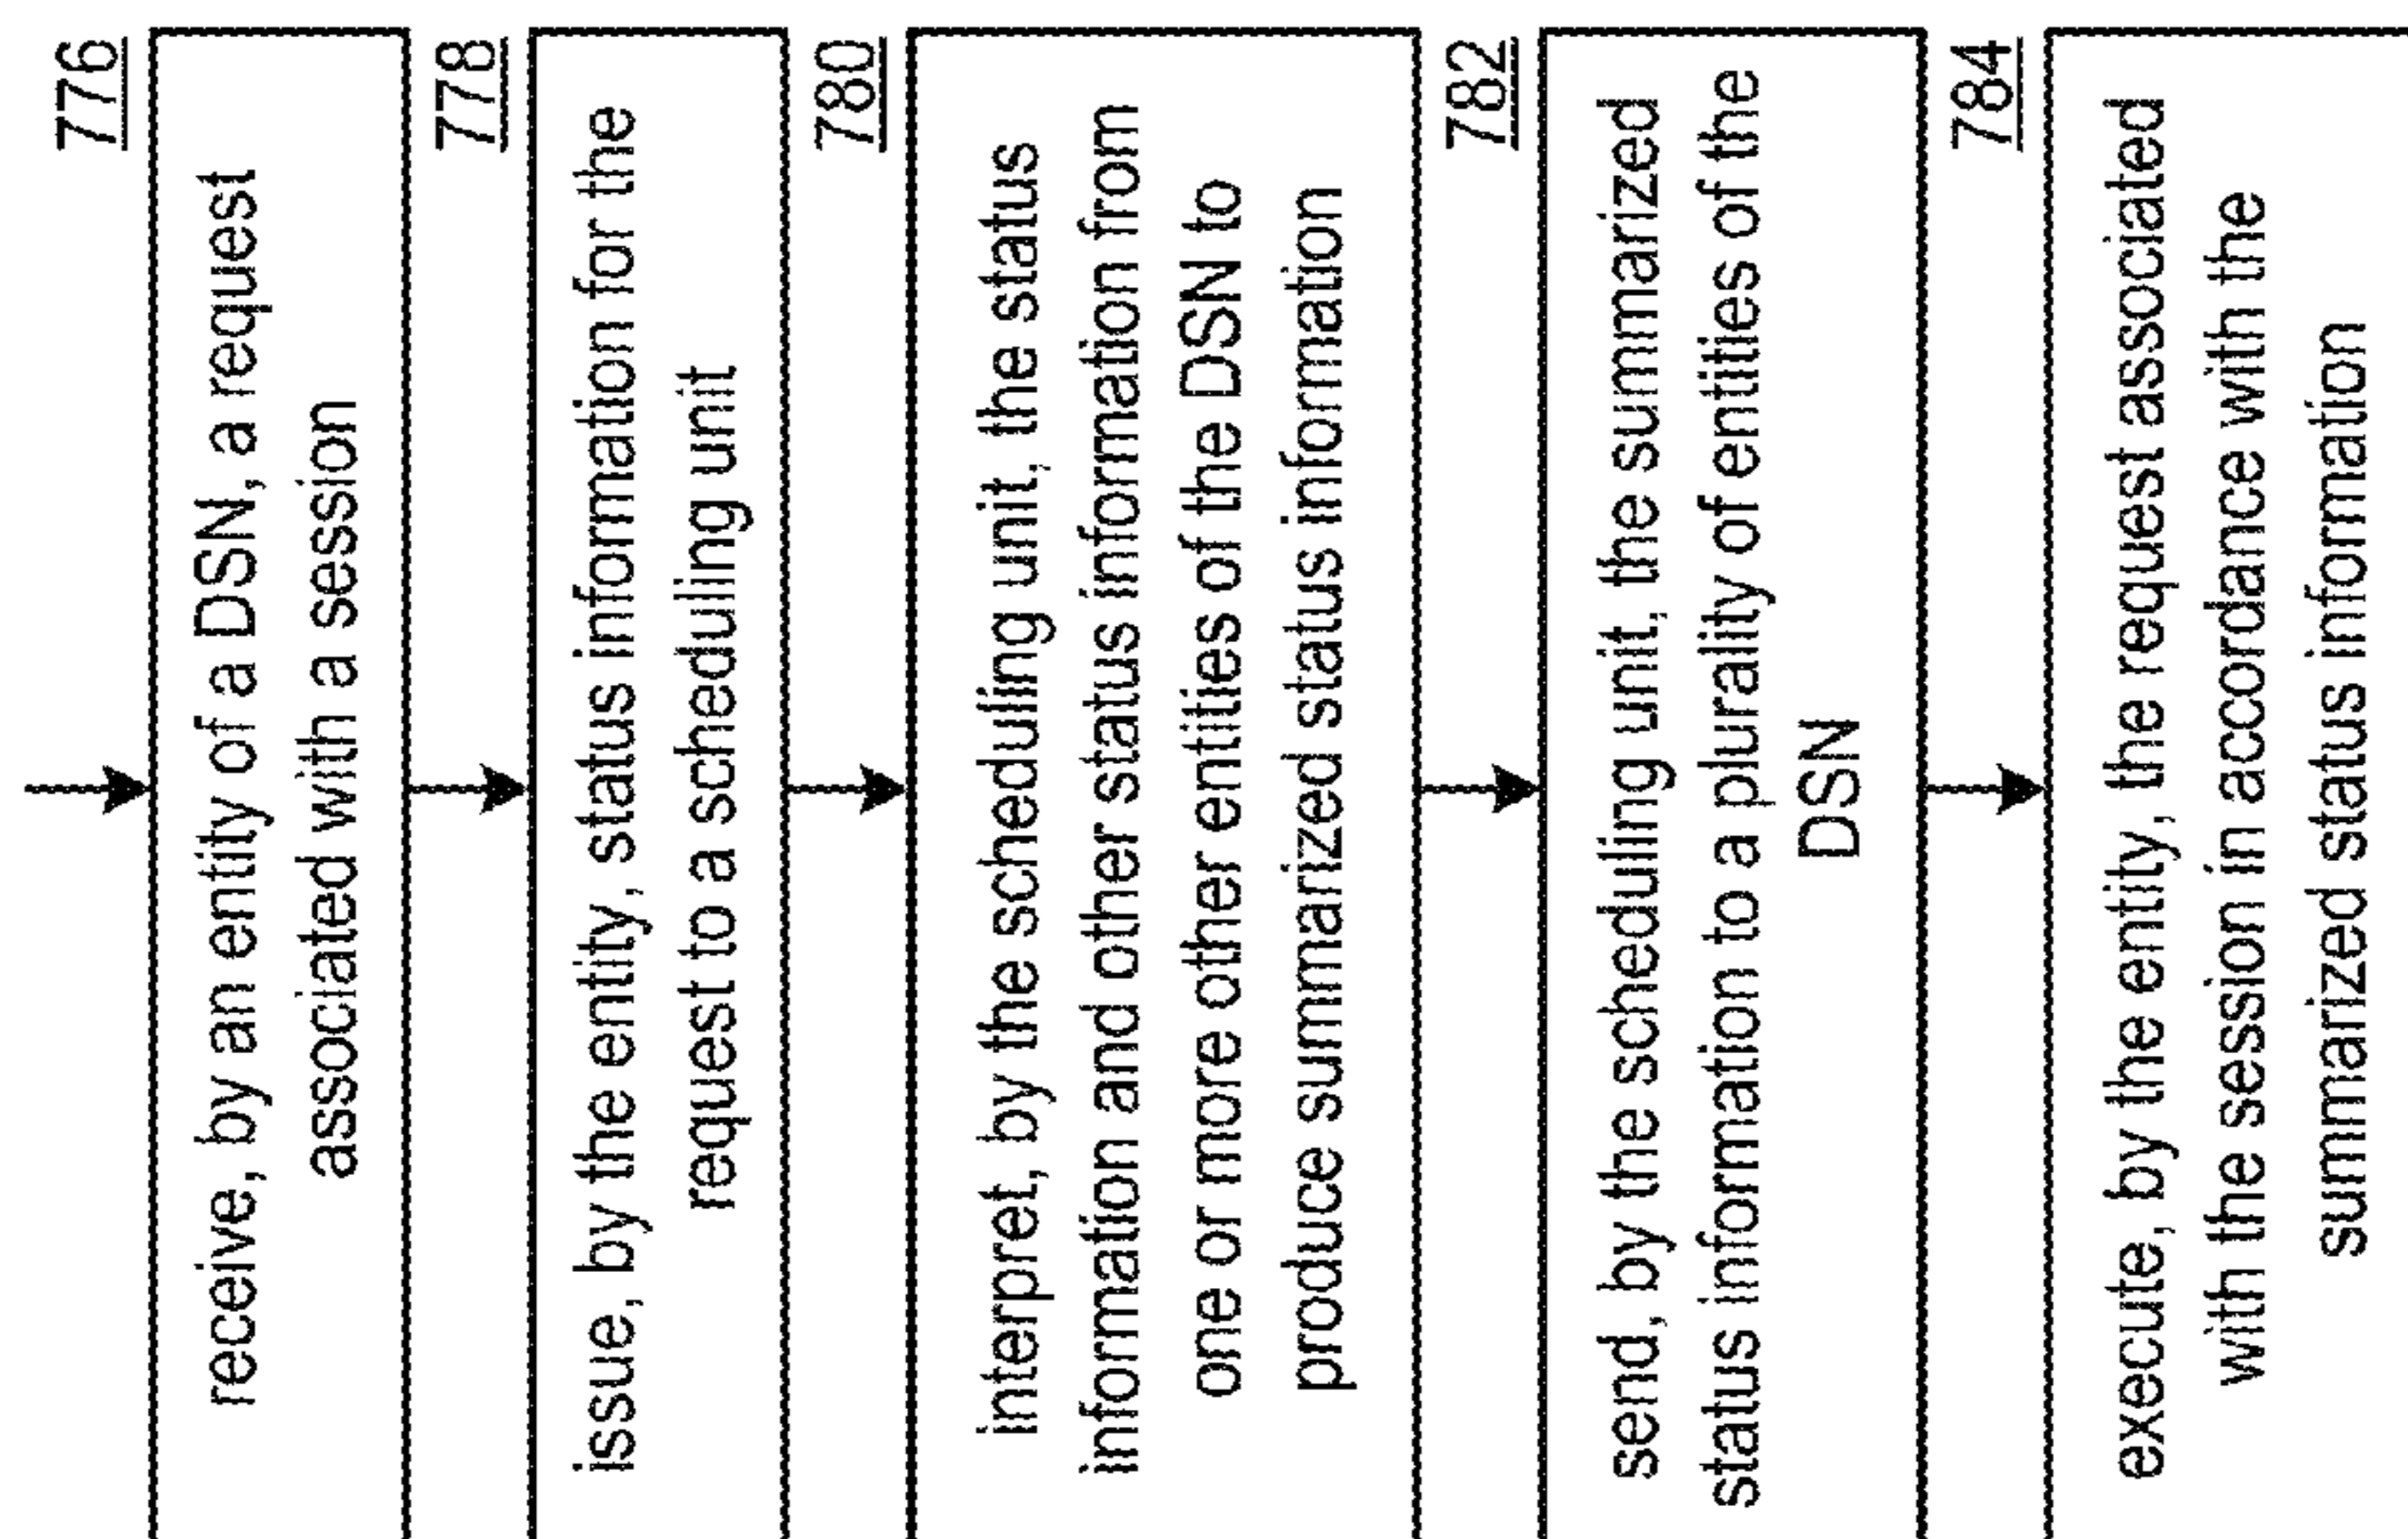 776
receive, by an entity of a DSN, a request
associated with a session
778
issue, by the entity, status information for the
request to a scheduling unit
780
interpret, by the scheduling unit, the status
information and other status information from
one or more other entities of the DSN to
produce summarized status information
782
send, by the scheduling unit, the summarized
status information to a plurality of entities of the
DSN
784
execute, by the entity, the request associated
with the session in accordance with the
summarized status information